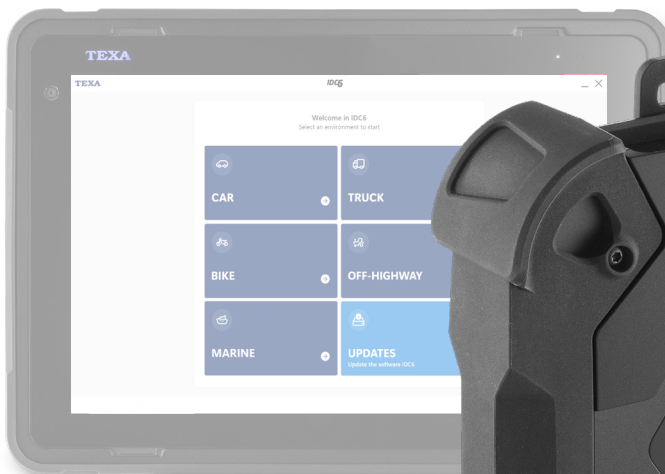 TEXA
TEXA
IDC6
Welcome in IDC6
Select an environment to start
CAR
TRUCK
BIKE
OFF-HIGHWAY
MARINE
UPDATES
Update the software IDC6